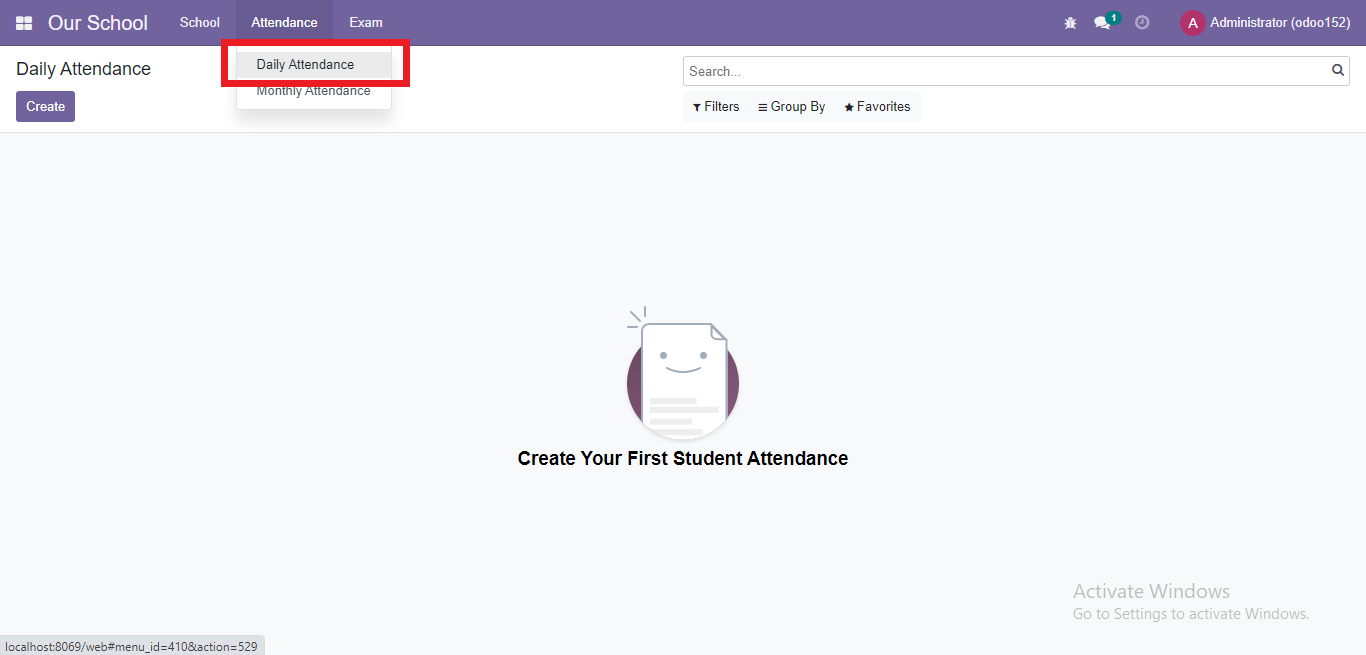 Our School School Attendance Exam 1 A Administrator (odoo152)
Daily Attendance
Daily Attendance
Monthly Attendance
Search...
Create
Filters Group By Favorites
Create Your First Student Attendance
Activate Windows
Go to Settings to activate Windows.
localhost:8069/web#menu_id=410&action=529